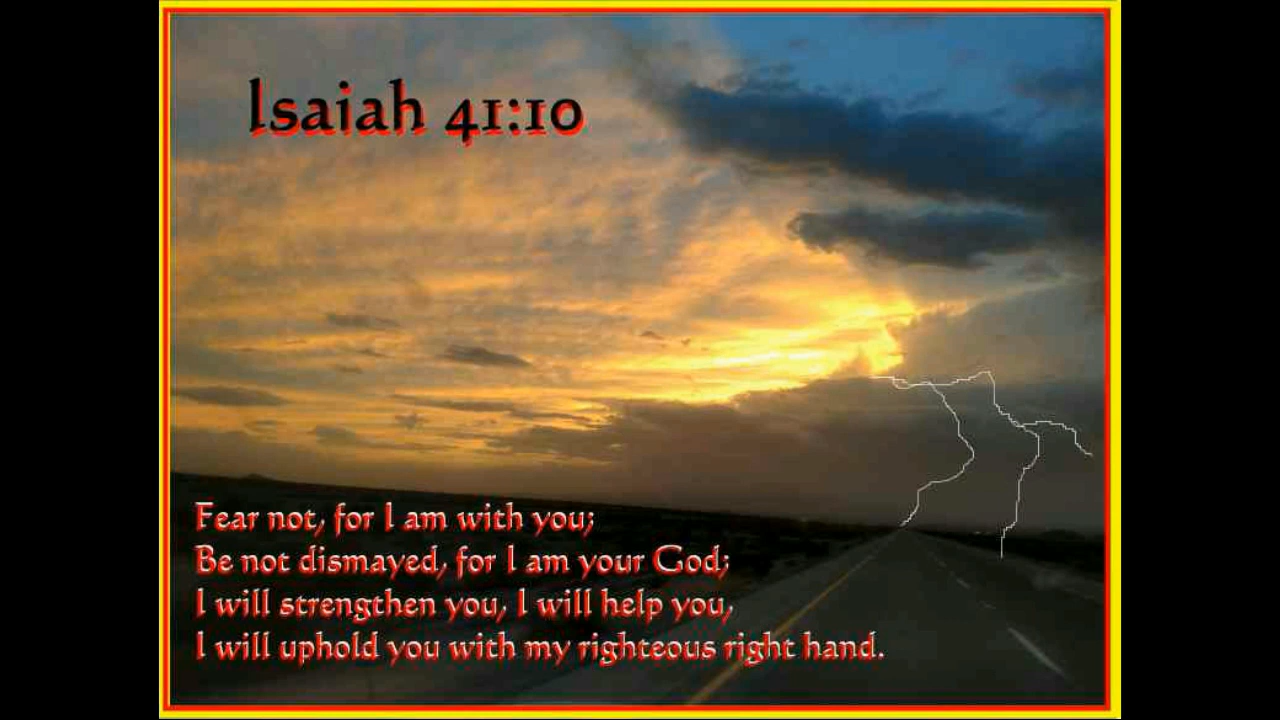 Isaiah 41:10
Fear not, for I am with you;
Be not dismayed, for I am your God;
I will strengthen you, I will help you,
I will uphold you with my righteous right hand.